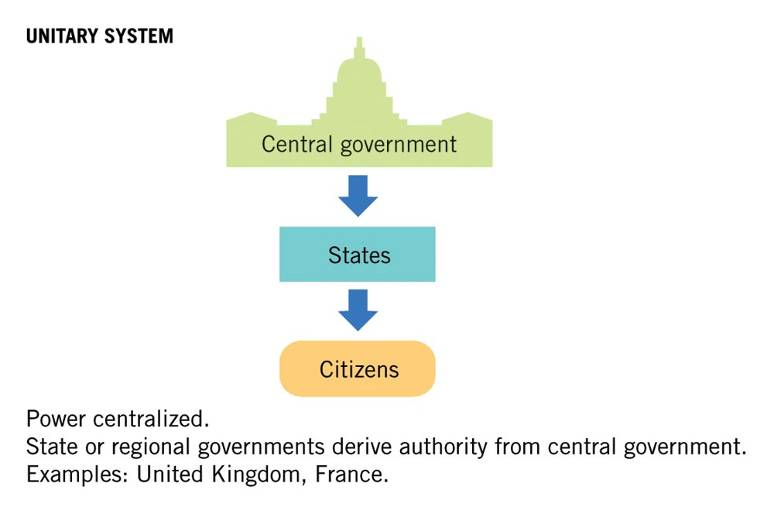 UNITARY SYSTEM
Central government
States
Citizens
Power centralized.
State or regional governments derive authority from central government.
Examples: United Kingdom, France.